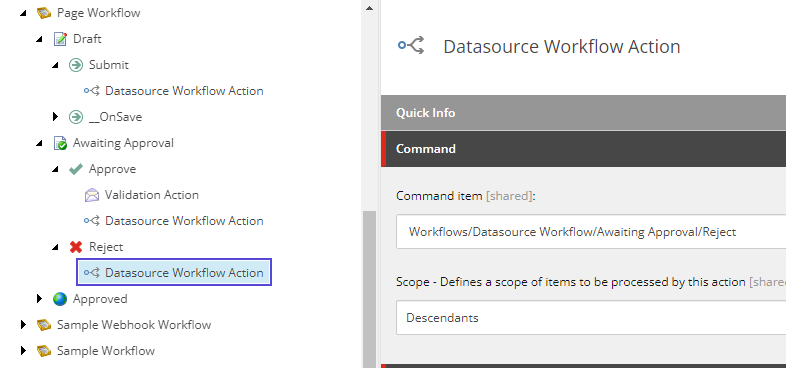 Page Workflow
Draft
Submit
Datasource Workflow Action
__OnSave
Awaiting Approval
Approve
Validation Action
Datasource Workflow Action
Reject
Datasource Workflow Action
Approved
Sample Webhook Workflow
Sample Workflow
Datasource Workflow Action
Quick Info
Command
Command item [shared]:
Workflows/Datasource Workflow/Awaiting Approval/Reject
Scope - Defines a scope of items to be processed by this action [share
Descendants